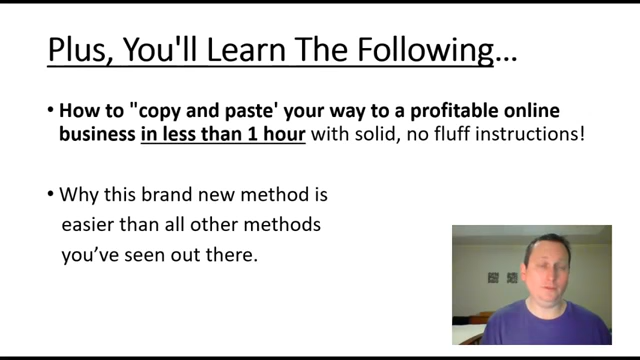 Plus, You'll Learn The Following...
• How to "copy and paste' your way to a profitable online
business in less than 1 hour with solid, no fluff instructions!
• Why this brand new method is
easier than all other methods
you’ve seen out there.